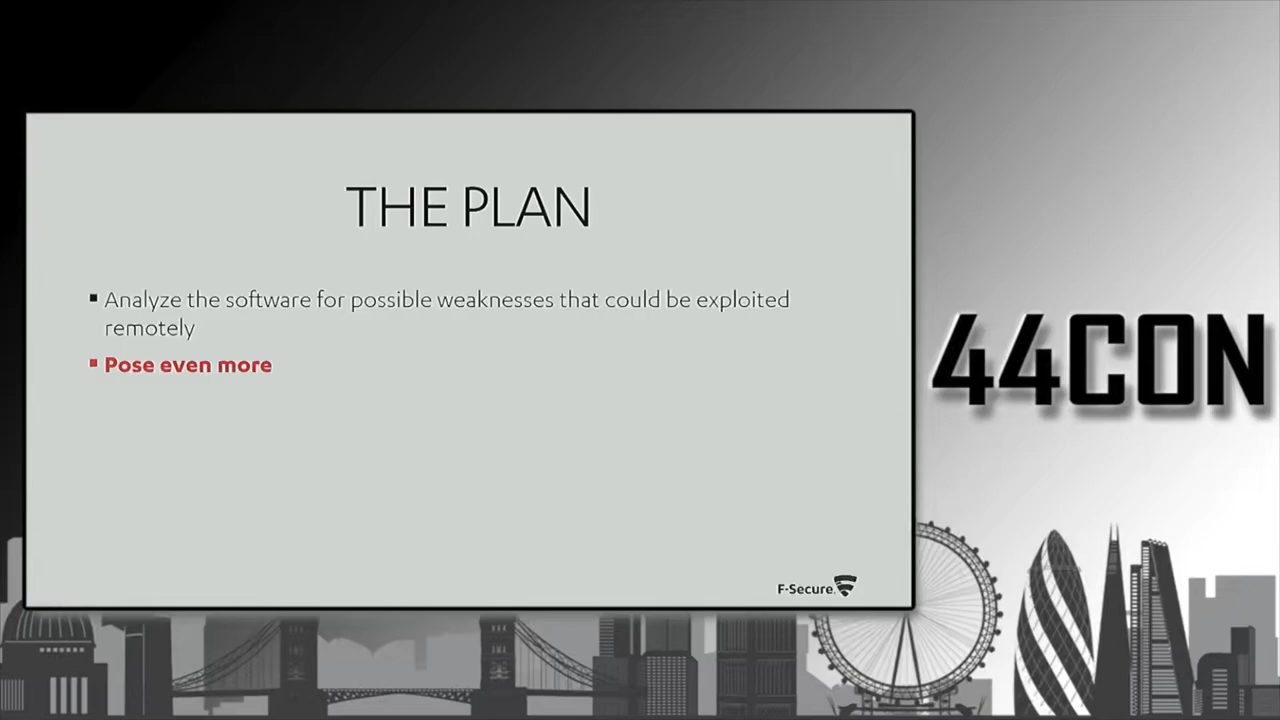 THE PLAN
Analyze the software for possible weaknesses that could be exploited
remotely
Pose even more
F-Secure.
44CON